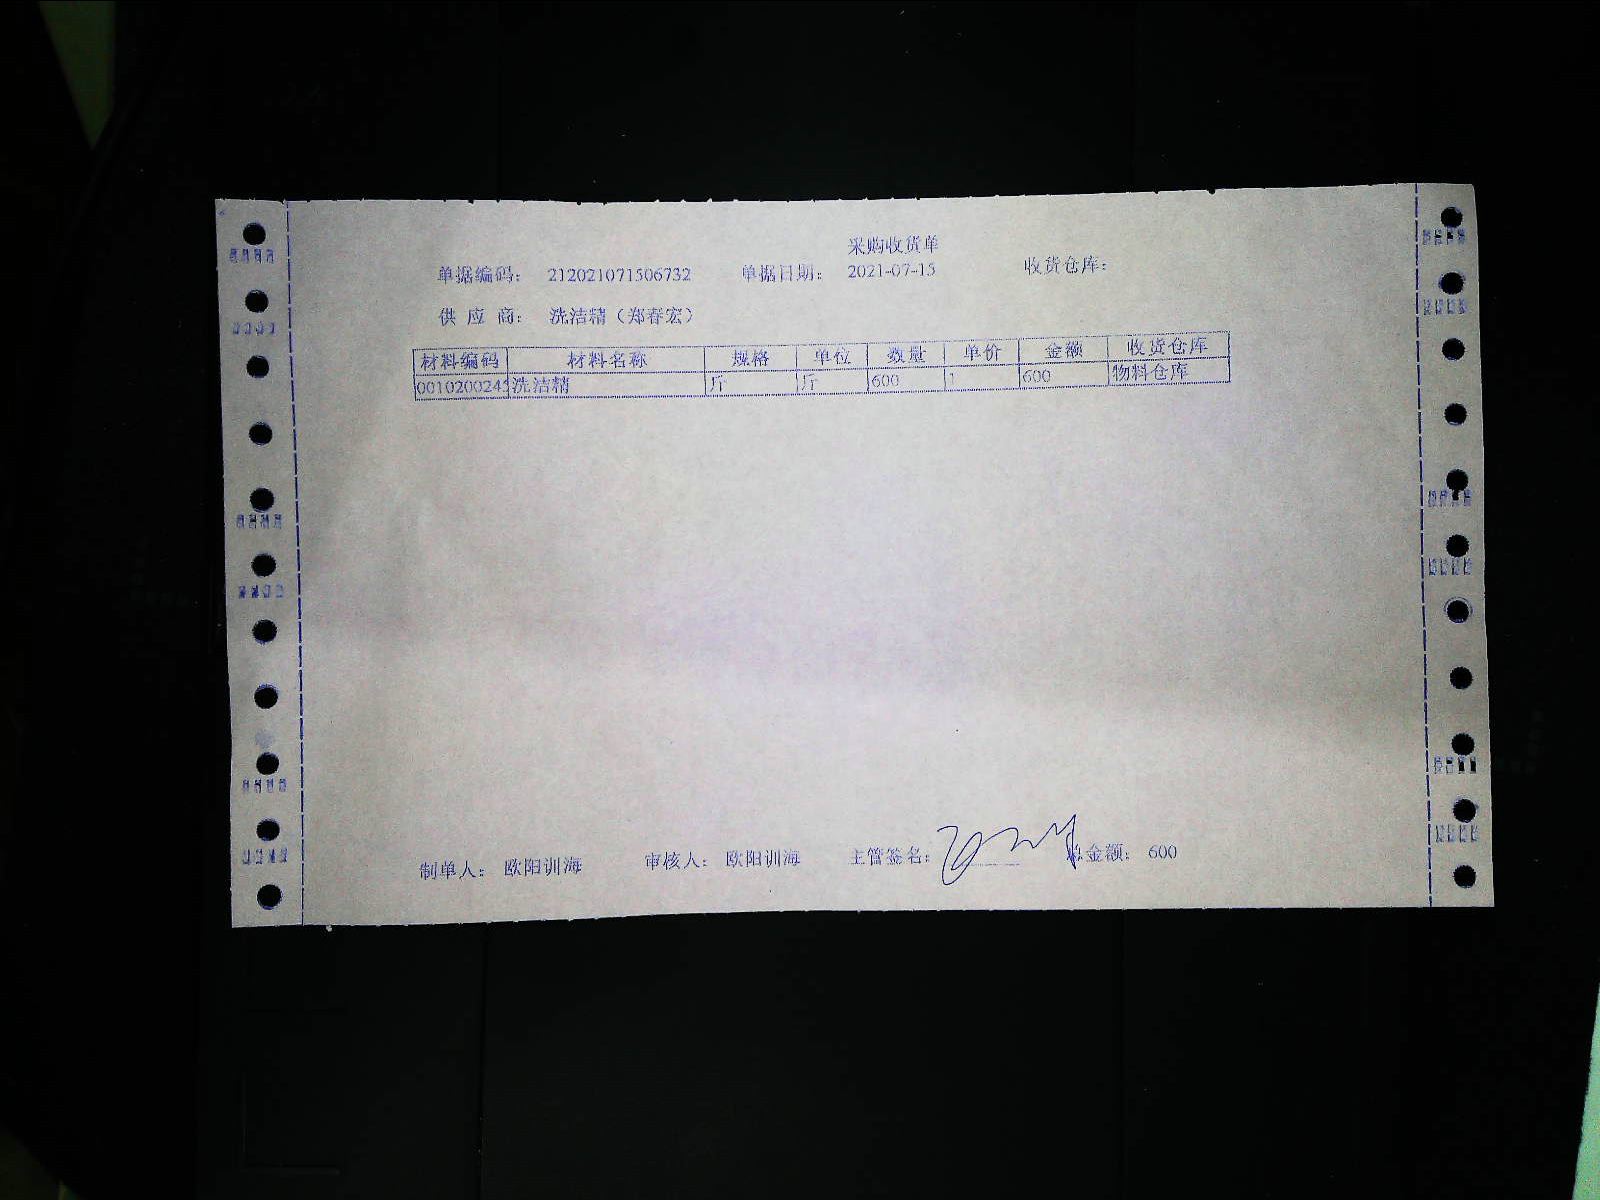 采购收货单
单据编码: 212021071506732 单据日期: 2021-07-15 收货仓库:
供应商: 洗洁精（郑春宏）
材料编码 材料名称 规格 单位 数量 单价 金额 收货仓库
001020024 洗洁精 斤 斤 600 1 600 物料仓库
制单人: 欧阳训海 审核人: 欧阳训海 主管签名: 总金额: 600